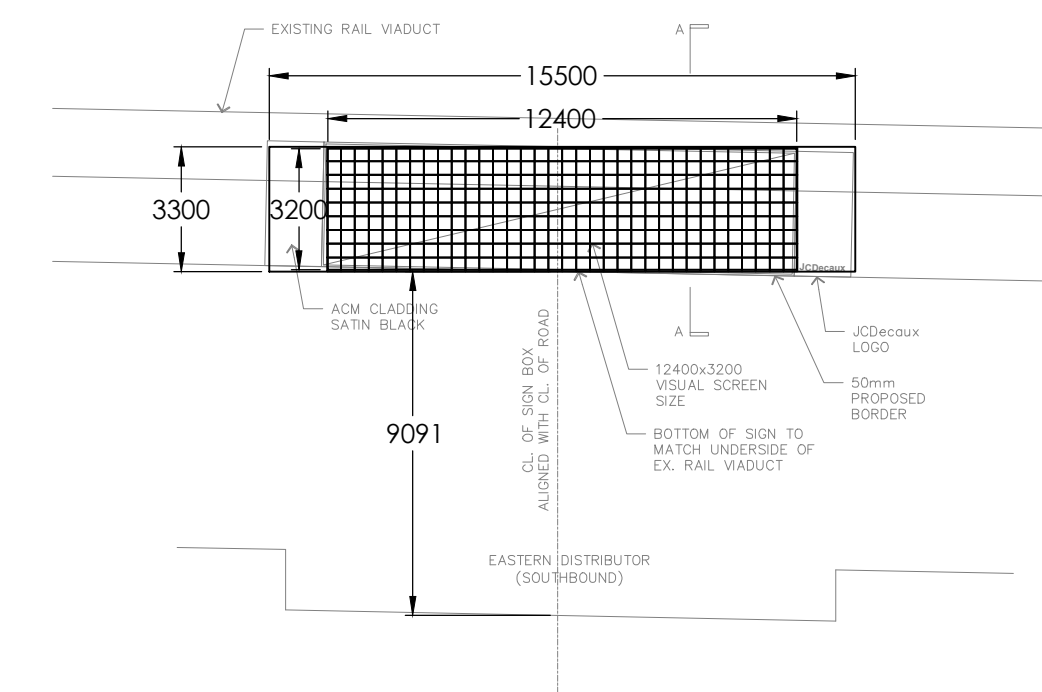 EXISTING RAIL VIADUCT
A
15500
12400
3300
3200
JCDecaux
ACM CLADDING
SATIN BLACK
A
JCDecaux
LOGO
12400x3200
VISUAL SCREEN
SIZE
50mm
PROPOSED
BORDER
9091
CL. OF SIGN BOX
ALIGNED WITH CL. OF ROAD
BOTTOM OF SIGN TO
MATCH UNDERSIDE OF
EX. RAIL VIADUCT
EASTERN DISTRIBUTOR
(SOUTHBOUND)